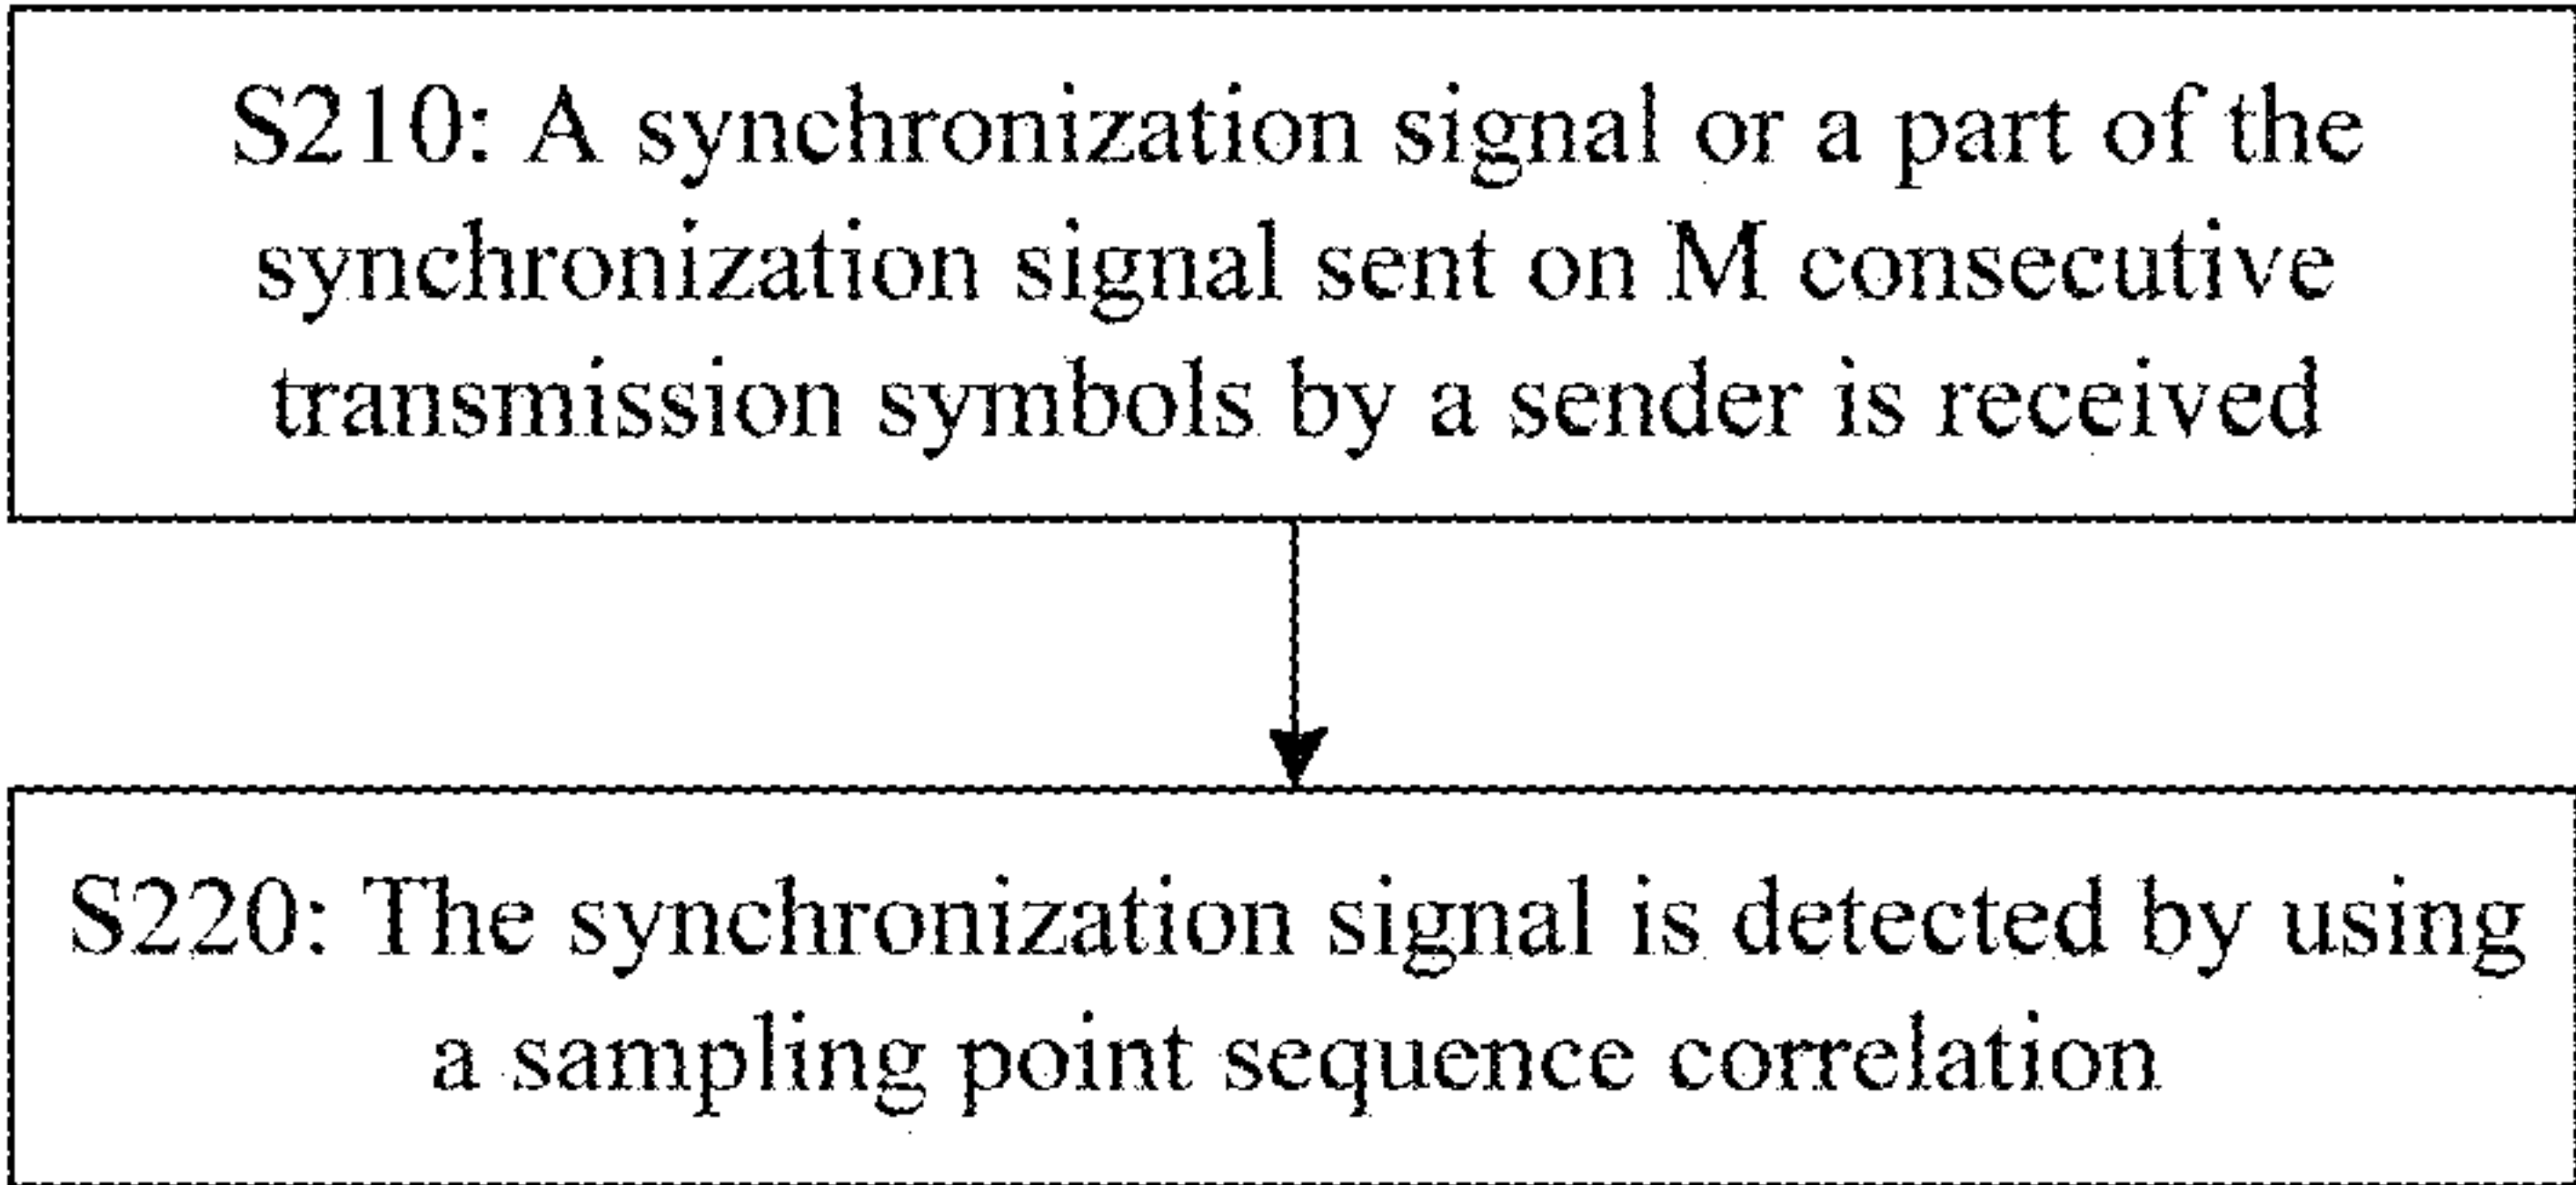 S210: A synchronization signal or a part of the
synchronization signal sent on M consecutive
transmission symbols by a sender is received
S220: The synchronization signal is detected by using
a sampling point sequence correlation